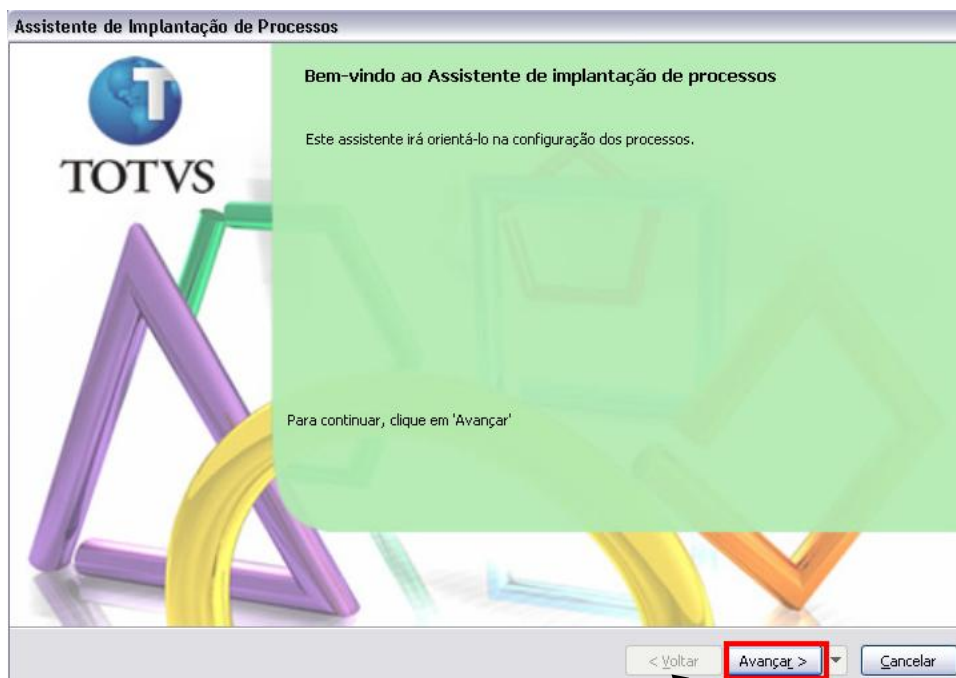 Assistente de Implantação de Processos
TOTVS
Bem-vindo ao Assistente de implantação de processos
Este assistente irá orientá-lo na configuração dos processos.
Para continuar, clique em 'Avançar'
< Voltar Avançar > Cancelar